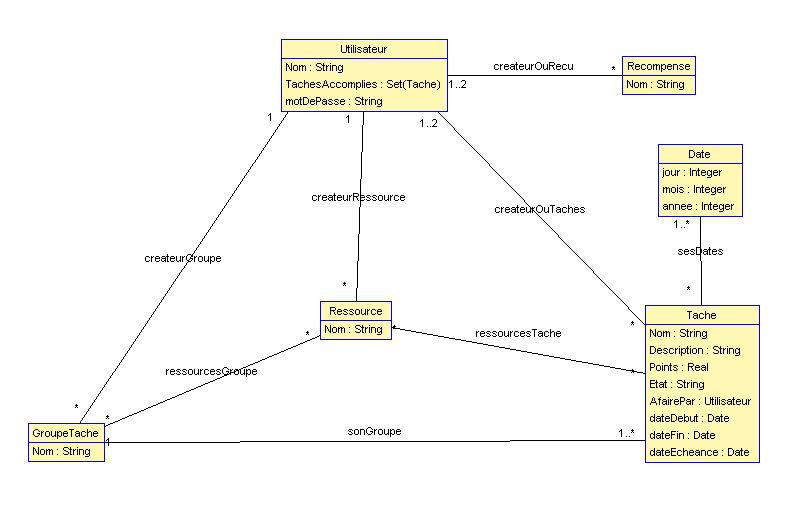 Utilisateur
Nom : String
TachesAccomplies : Set(Tache)
motDePasse : String
createurOuRecu
1..2
*
Recompense
Nom : String
1
1
1..2
Date
jour : Integer
mois : Integer
annee : Integer
1..*
sesDates
*
createurRessource
createurOuTaches
createurGroupe
*
Ressource
Nom : String
*
*
ressourcesTache
*
*
Tache
Nom : String
Description : String
Points : Real
Etat : String
AfairePar : Utilisateur
dateDebut : Date
dateFin : Date
dateEcheance : Date
ressourcesGroupe
*
*
GroupeTache
Nom : String
1
sonGroupe
1..*